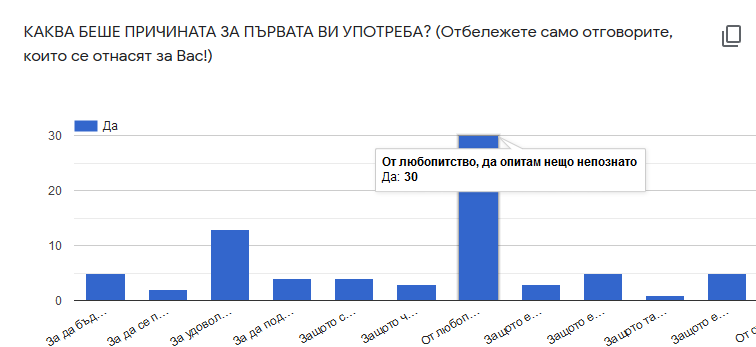 КАКВА БЕШЕ ПРИЧИНАТА ЗА ПЪРВАТА ВИ УПОТРЕБА? (Отбележете само отговорите,
които се отнасят за Вас!)
Да
30
От любопитство, да опитам нещо непознато
Да: 30
20
10
0
За да бъд...
За да се п...
За удовол...
За да под...
Защото с...
Защото ч...
От любоп...
Защото е...
Защото е...
Защото та...
Защото е...
От с